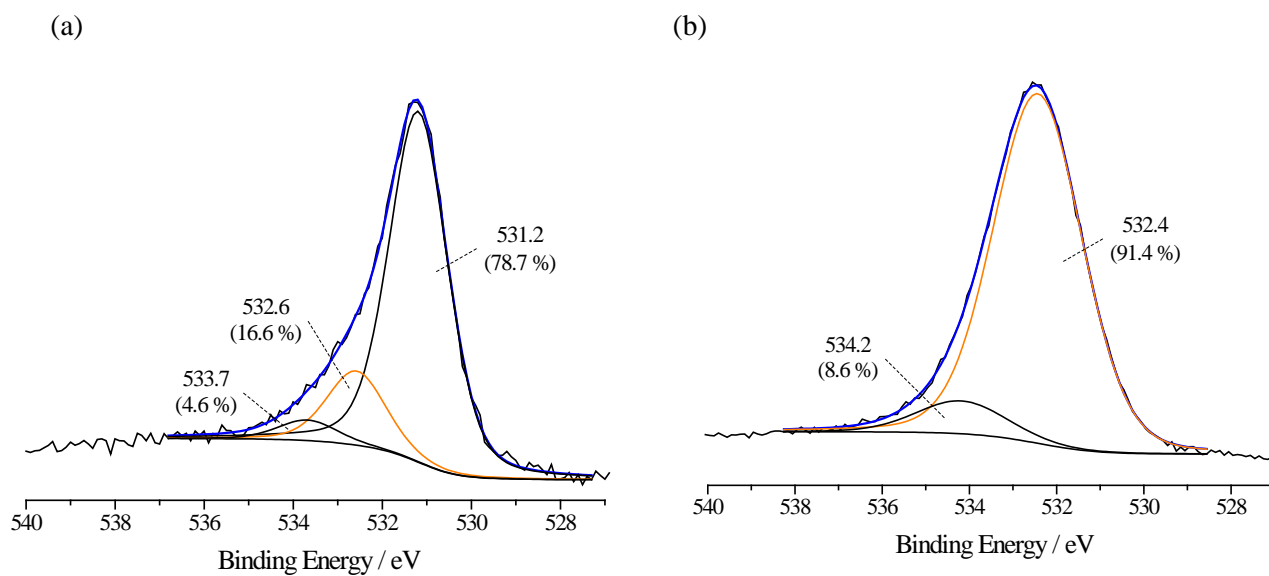 (a)
531.2
(78.7 %)
532.6
(16.6 %)
533.7
(4.6 %)
540 538 536 534 532 530 528
Binding Energy / eV
(b)
532.4
(91.4 %)
534.2
(8.6 %)
540 538 536 534 532 530 528
Binding Energy / eV